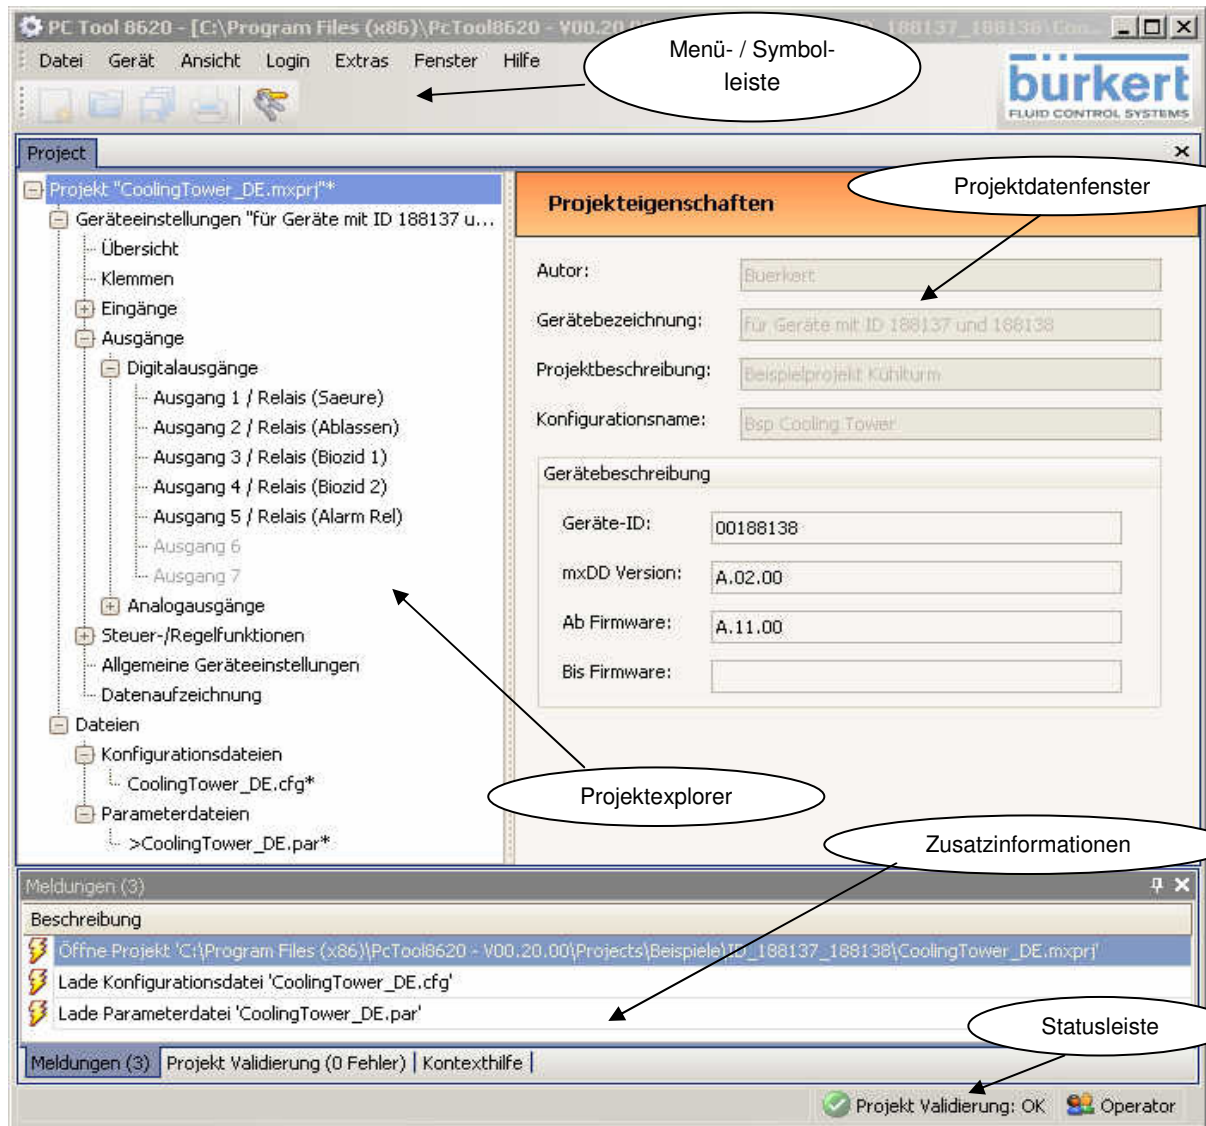 PC Tool 8620 - [C:\Program Files (x86)\PcTool8620 - V00.20.
Menü- / Symbol-
leiste
Datei Gerät Ansicht Login Extras Fenster Hilfe
bürkert
FLUID CONTROL SYSTEMS
Project
Projekt "CoolingTower_DE.mxprj"*
Geräteeinstellungen "für Geräte mit ID 188137 u...
Übersicht
Klemmen
Eingänge
Ausgänge
Digitalausgänge
Ausgang 1 / Relais (Saeure)
Ausgang 2 / Relais (Ablassen)
Ausgang 3 / Relais (Biozid 1)
Ausgang 4 / Relais (Biozid 2)
Ausgang 5 / Relais (Alarm Rel)
Ausgang 6
Ausgang 7
Analogausgänge
Steuer-/Regelfunktionen
Allgemeine Geräteeinstellungen
Datenaufzeichnung
Dateien
Konfigurationsdateien
CoolingTower_DE.cfg*
Parameterdateien
>CoolingTower_DE.par*
Projektdatenfenster
Projekteigenschaften
Autor: Buerkert
Gerätebezeichnung: für Geräte mit ID 188137 und 188138
Projektbeschreibung: Beispielprojekt Kühlturm
Konfigurationsname: Bsp Cooling Tower
Gerätebeschreibung
Geräte-ID: 00188138
mxDD Version: A.02.00
Ab Firmware: A.11.00
Bis Firmware:
Projektexplorer
Zusatzinformationen
Meldungen (3)
Beschreibung
Öffne Projekt 'C:\Program Files (x86)\PcTool8620 - V00.20.00\Projects\Beispiele\ID_188137_188138\CoolingTower_DE.mxprj'
Lade Konfigurationsdatei 'CoolingTower_DE.cfg'
Lade Parameterdatei 'CoolingTower_DE.par'
Statusleiste
Meldungen (3) Projekt Validierung (0 Fehler) Kontexthilfe
Projekt Validierung: OK Operator